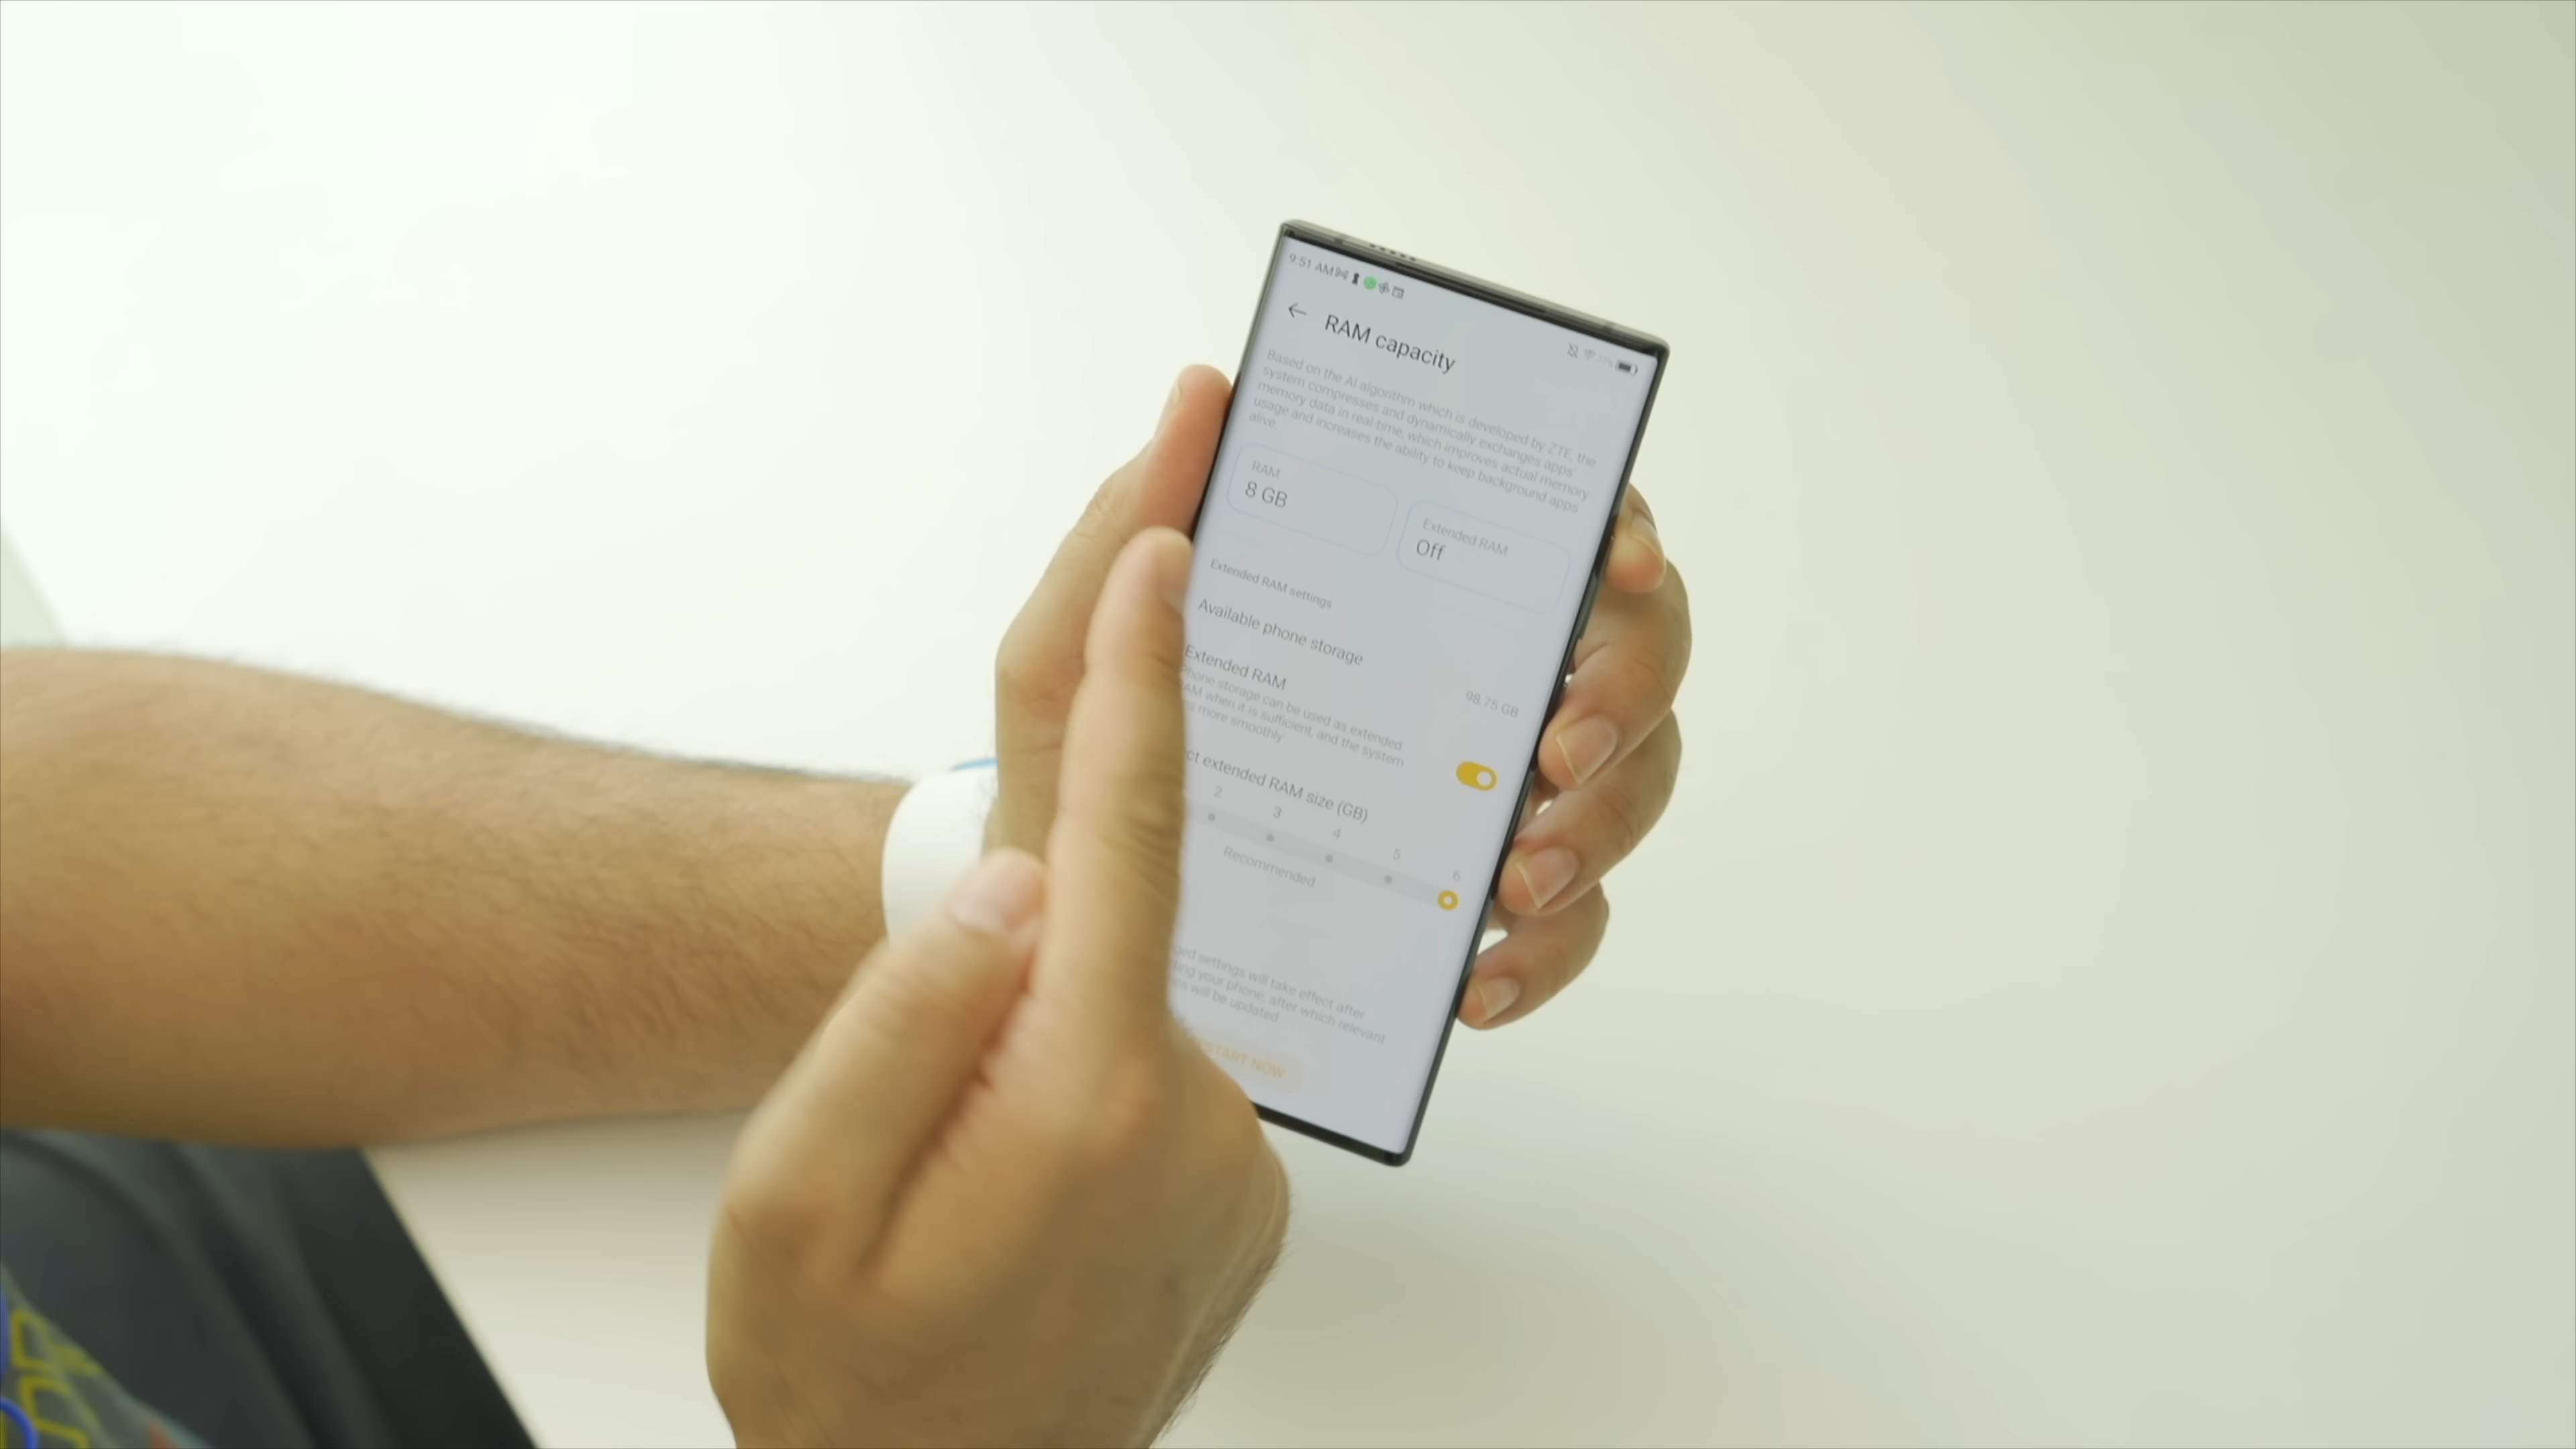 9:51 AM
RAM capacity
Based on the AI algorithm which is developed by ZTE, the
system compresses and dynamically exchanges apps'
memory data in real-time, which improves actual memory
usage and increases the ability to keep background apps
alive
RAM
8 GB
Extended RAM
Off
Extended RAM settings
Available phone storage
98.75 GB
Extended RAM
Phone storage can be used as extended
RAM when it is sufficient, and the system
more smoothly
extended RAM size (GB)
2 3 4 5 6
Recommended
settings will take effect after
your phone, after which relevant
will be updated
NOW